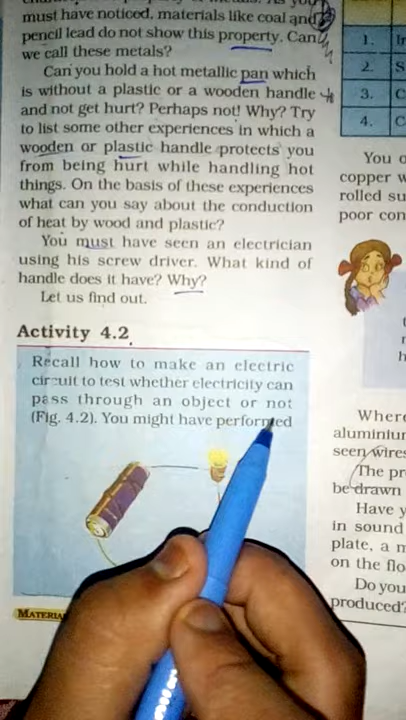 must have noticed, materials like coal and
pencil lead do not show this property. Can
we call these metals?
Can you hold a hot metallic pan which
is without a plastic or a wooden handle
and not get hurt? Perhaps not! Why? Try
to list some other experiences in which a
wooden or plastic handle protects you
from being hurt while handling hot
things. On the basis of these experiences
what can you say about the conduction
of heat by wood and plastic?
You must have seen an electrician
using his screw driver. What kind of
handle does it have? Why?
Let us find out.
Activity 4.2
Recall how to make an electric
circuit to test whether electricity can
pass through an object or not
(Fig. 4.2). You might have performed
1.
2. S
3. C
4. C
You
copper w
rolled su
poor con
Where
aluminium
seen wires
The pr
be drawn
Have y
in sound
plate, a m
on the flo
Do you
produced?